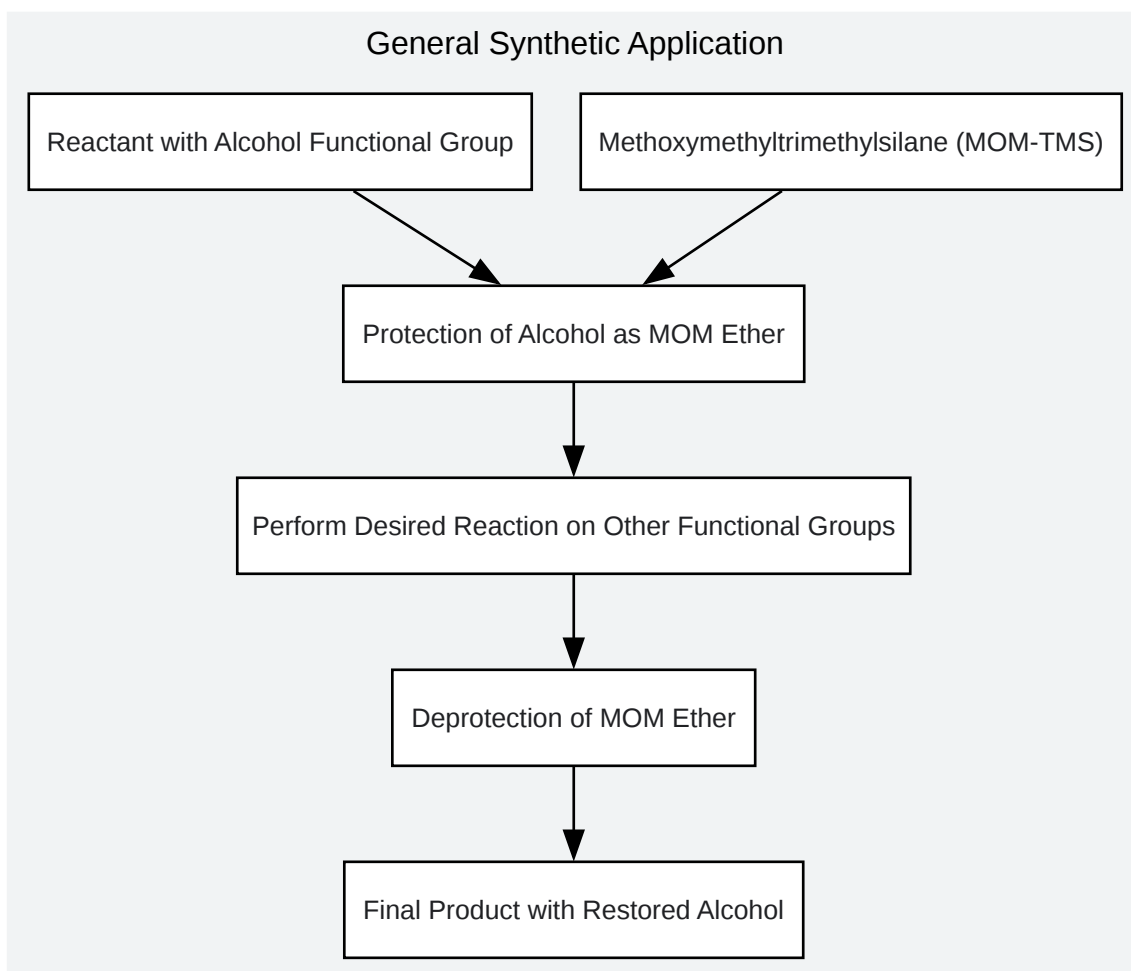 General Synthetic Application
Reactant with Alcohol Functional Group
Methoxymethyltrimethylsilane (MOM-TMS)
Protection of Alcohol as MOM Ether
Perform Desired Reaction on Other Functional Groups
Deprotection of MOM Ether
Final Product with Restored Alcohol